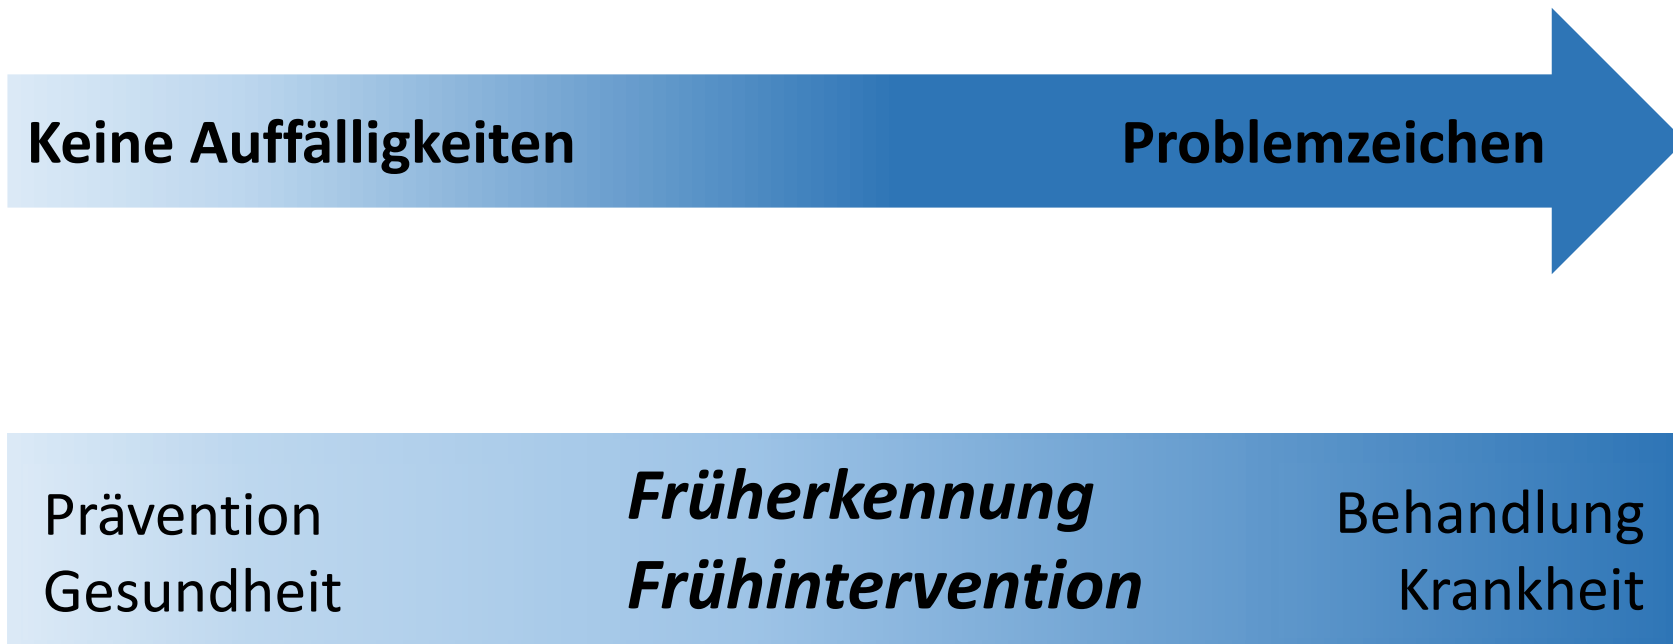 Keine Auffälligkeiten
Problemzeichen
Prävention
Gesundheit
Früherkennung
Frühintervention
Behandlung
Krankheit